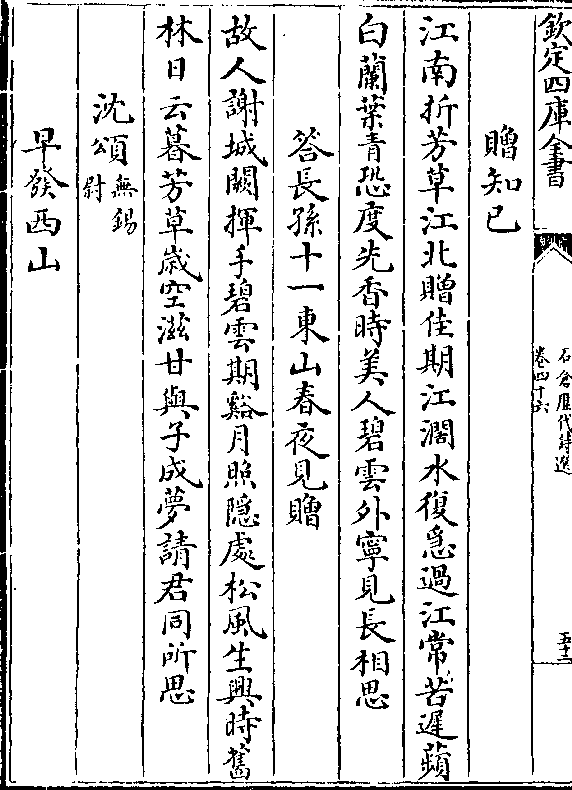 欽定四庫全書
石倉歴代詩選
卷四十六
五十三
贈知己
江南折芳草江北贈佳期江濶水復急過江常苦遲蘋
白蘭葉青恐度先香時美人碧雲外寧見長相思
答長孫十一東山春夜見贈
故人謝城闕揮手碧雲期谿月照隱處松風生興時舊
林日云暮芳草嵗空滋甘與子成夢請君同所思
沈頌無錫尉
早發西山